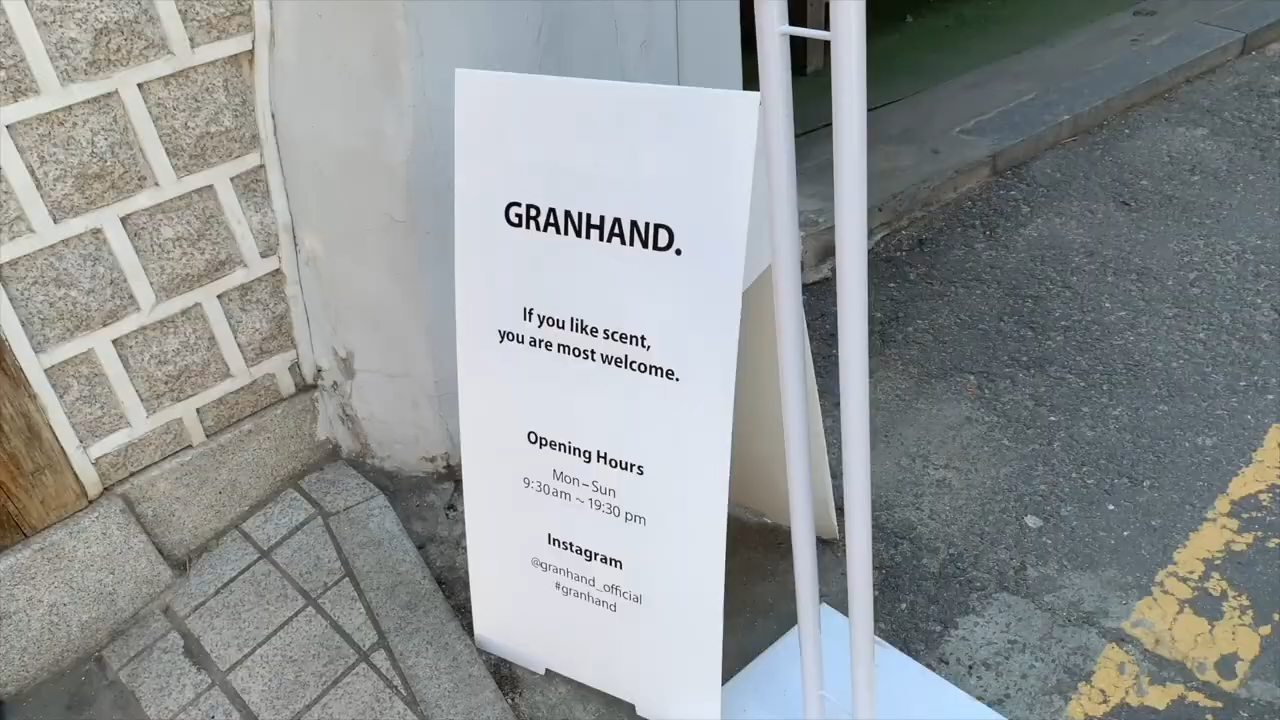 GRANHAND.
If you like scent,
you are most welcome.
Opening Hours
Mon–Sun
9:30am ~ 19:30 pm
Instagram
@granhand_official
#granhand